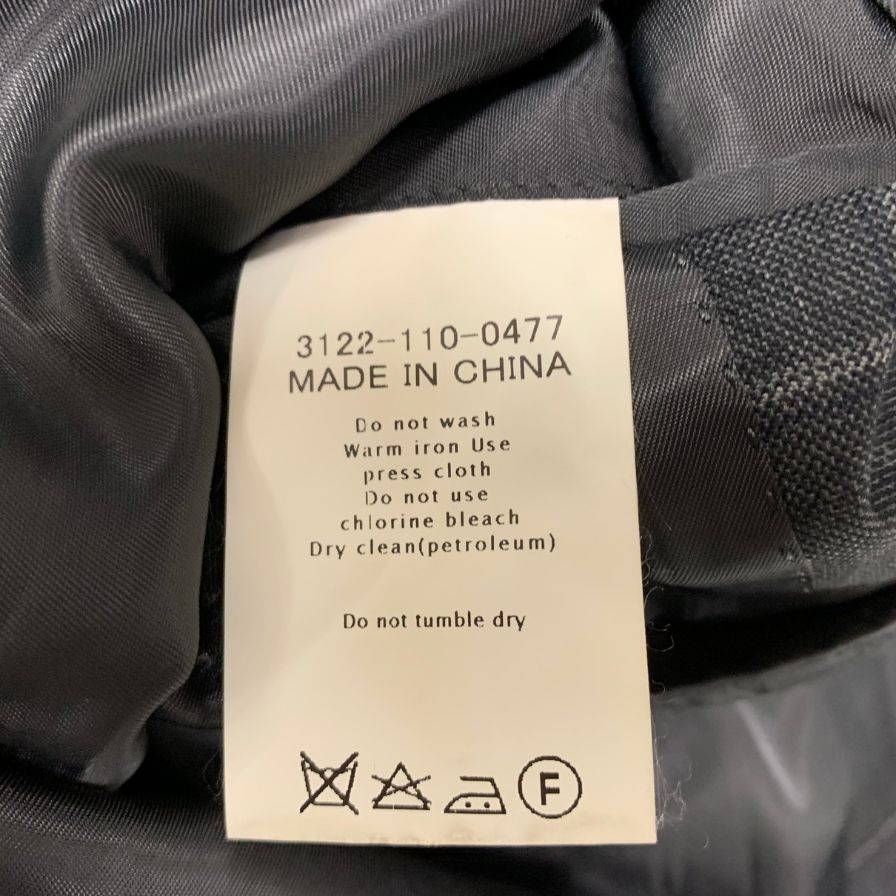 3122-110-0477
MADE IN CHINA
Do not wash
Warm iron Use
press cloth
Do not use
chlorine bleach
Dry clean(petroleum)
Do not tumble dry
F